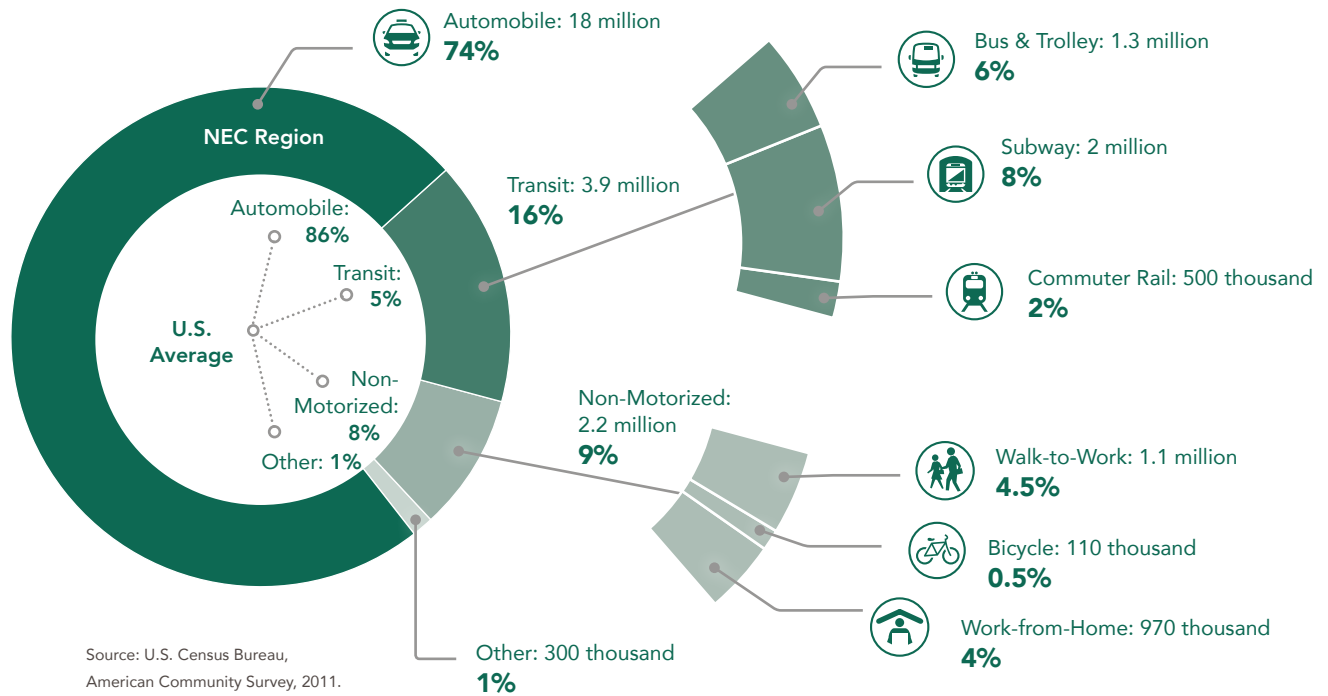 Automobile: 18 million
74%
NEC Region
Automobile:
86%
Transit:
5%
U.S.
Average
Non-
Motorized:
8%
Other: 1%
Transit: 3.9 million
16%
Bus & Trolley: 1.3 million
6%
Subway: 2 million
8%
Commuter Rail: 500 thousand
2%
Non-Motorized:
2.2 million
9%
Walk-to-Work: 1.1 million
4.5%
Bicycle: 110 thousand
0.5%
Work-from-Home: 970 thousand
4%
Other: 300 thousand
1%
Source: U.S. Census Bureau,
American Community Survey, 2011.